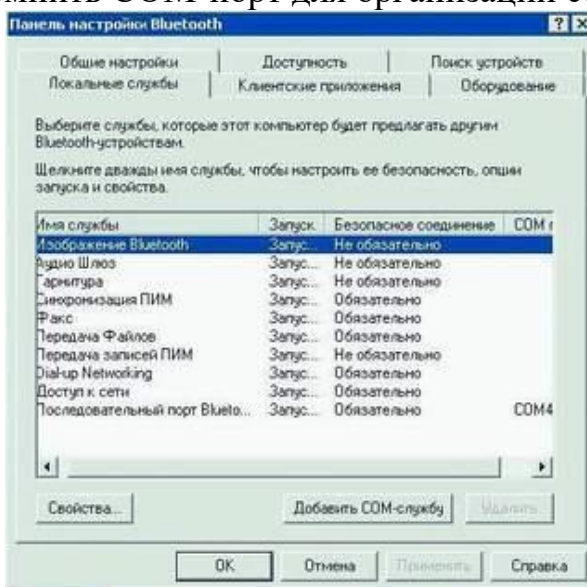 Панель настройки Bluetooth
Общие настройки Доступность Поиск устройств
Локальные службы Клиентские приложения Оборудование
Выберите службы, которые этот компьютер будет предлагать другим
Bluetooth-устройствам.
Щелкните дважды имя службы, чтобы настроить ее безопасность, опции
запуска и свойства.
Имя службы Запуск Безопасное соединение COM
Изображение Bluetooth Запус... Не обязательно
Аудио Шлюз Запус... Не обязательно
Гарнитура Запус... Не обязательно
Синхронизация ПИМ Запус... Обязательно
Факс Запус... Обязательно
Передача Файлов Запус... Обязательно
Передача записей ПИМ Запус... Не обязательно
Dial-up Networking Запус... Обязательно
Доступ к сети Запус... Обязательно
Последовательный порт Blueto... Запус... Обязательно COM4
Свойства... Добавить COM-службу Удалить
OK Отмена Применить Справка